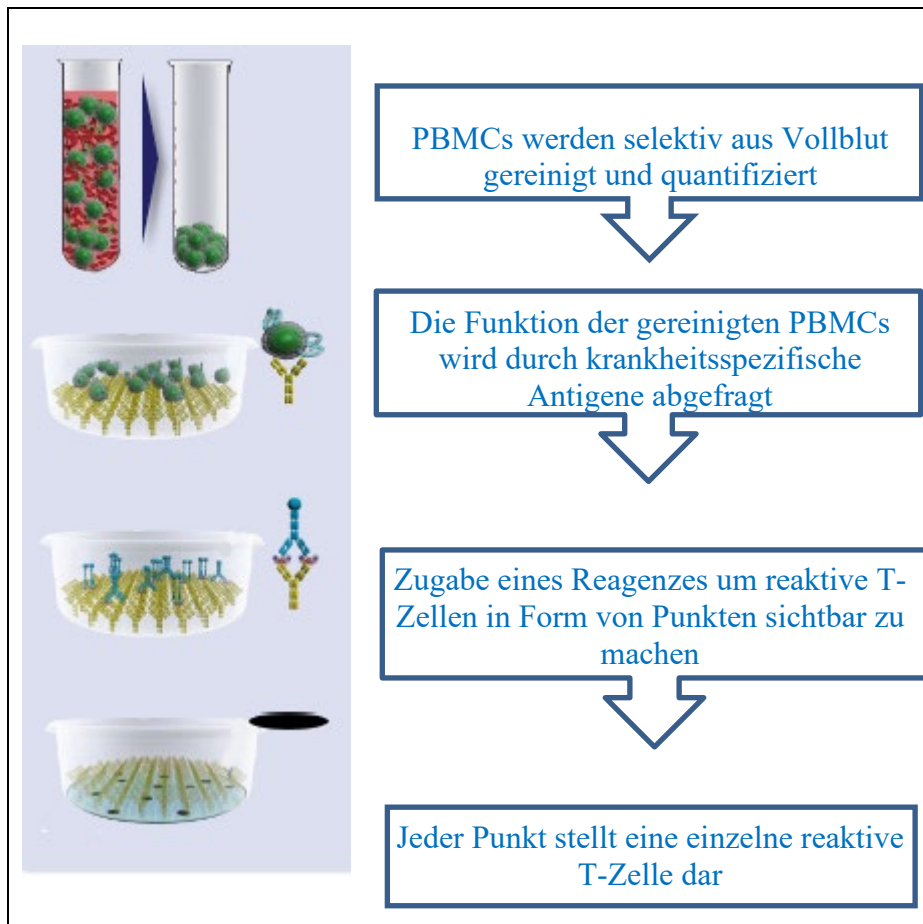 PBMCs werden selektiv aus Vollblut
gereinigt und quantifiziert
Die Funktion der gereinigten PBMCs
wird durch krankheitsspezifische
Antigene abgefragt
Zugabe eines Reagenzes um reaktive T-
Zellen in Form von Punkten sichtbar zu
machen
Jeder Punkt stellt eine einzelne reaktive
T-Zelle dar